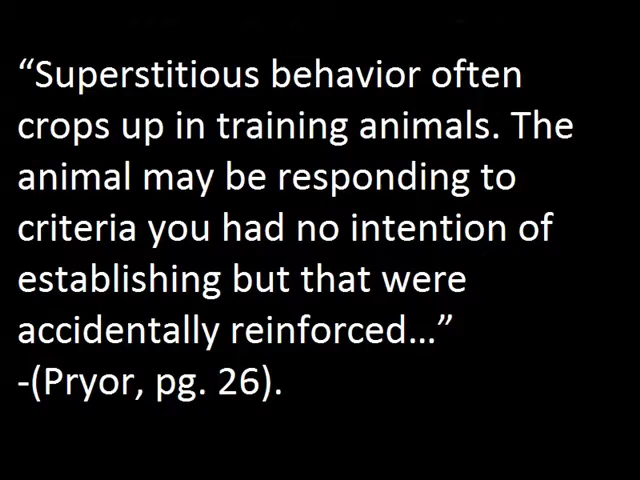 “Superstitious behavior often
crops up in training animals. The
animal may be responding to
criteria you had no intention of
establishing but that were
accidentally reinforced…”
-(Pryor, pg. 26).